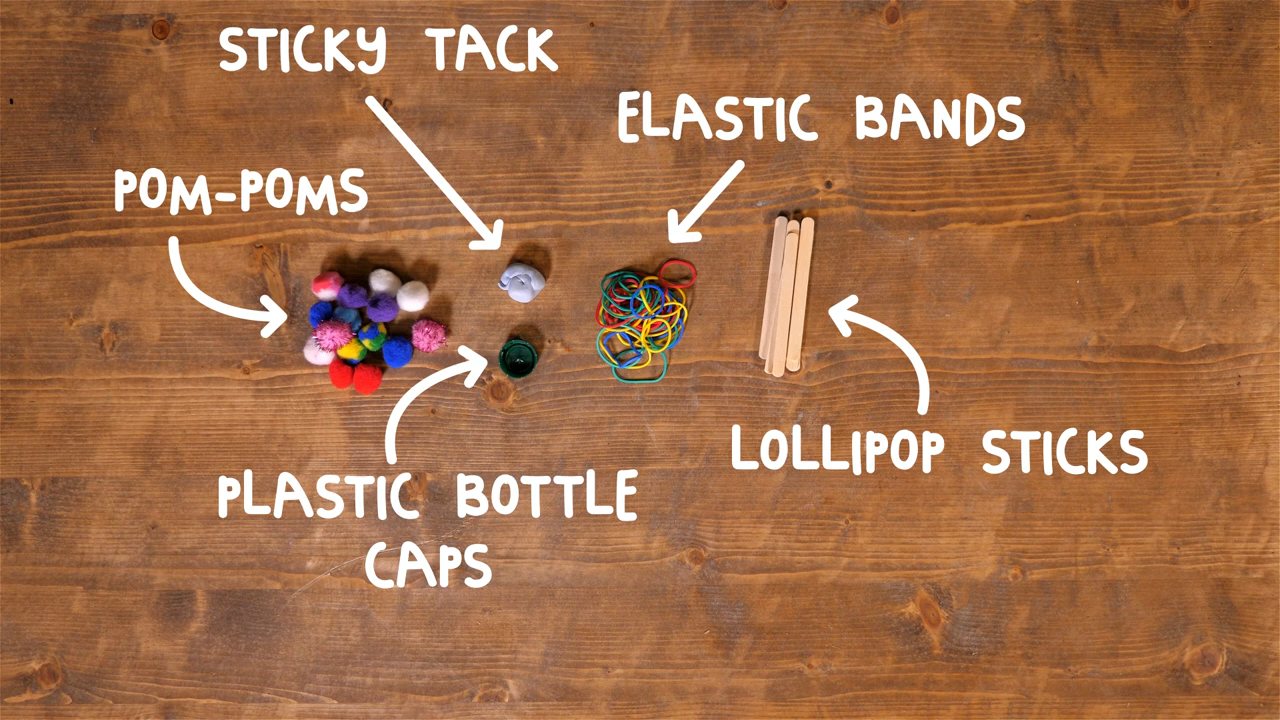 STICKY TACK
ELASTIC BANDS
POM-POMS
LOLLIPOP STICKS
PLASTIC BOTTLE
CAPS